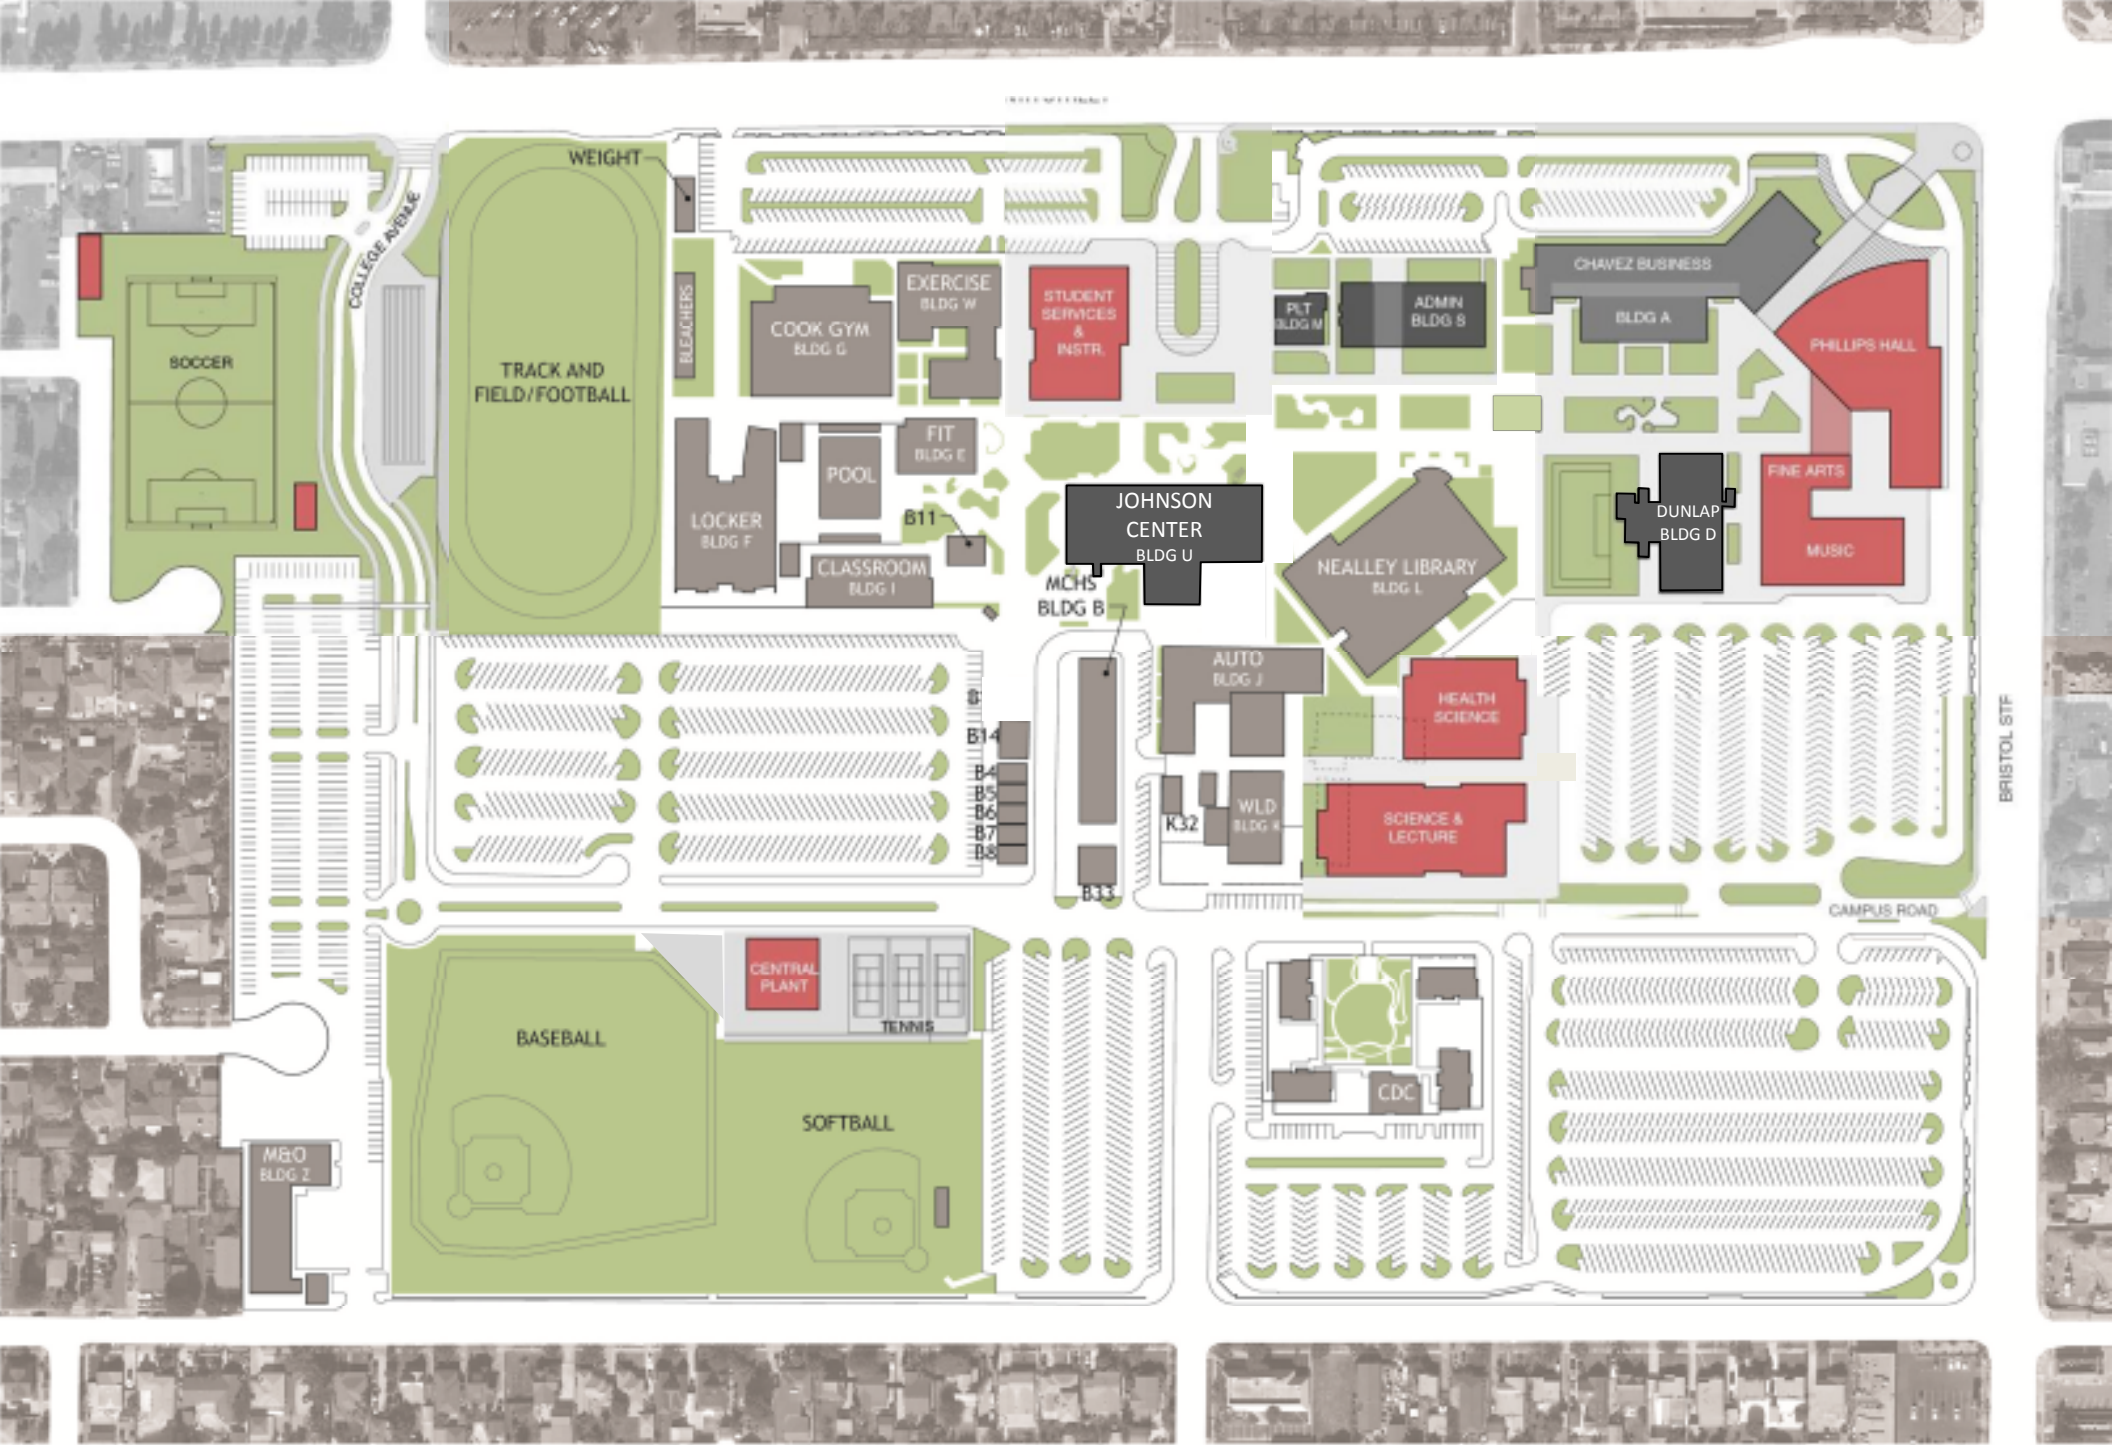 WEIGHT
COLLEGE AVENUE
SOCCER
TRACK AND
FIELD/FOOTBALL
BLEACHERS
COOK GYM
BLDG G
EXERCISE
BLDG W
STUDENT
SERVICES
&
INSTR.
PLT
BLDG M
ADMIN
BLDG S
CHAVEZ BUSINESS
BLDG A
PHILLIPS HALL
LOCKER
BLDG F
POOL
FIT
BLDG E
B11
CLASSROOM
BLDG I
JOHNSON
CENTER
BLDG U
MCHS
BLDG B
NEALLEY LIBRARY
BLDG L
DUNLAP
BLDG D
FINE ARTS
MUSIC
AUTO
BLDG J
HEALTH
SCIENCE
B14
B4
B5
B6
B7
B8
K32
WLD
BLDG K
SCIENCE &
LECTURE
B33
BRISTOL STF
CAMPUS ROAD
CENTRAL
PLANT
TENNIS
BASEBALL
SOFTBALL
CDC
M&O
BLDG Z